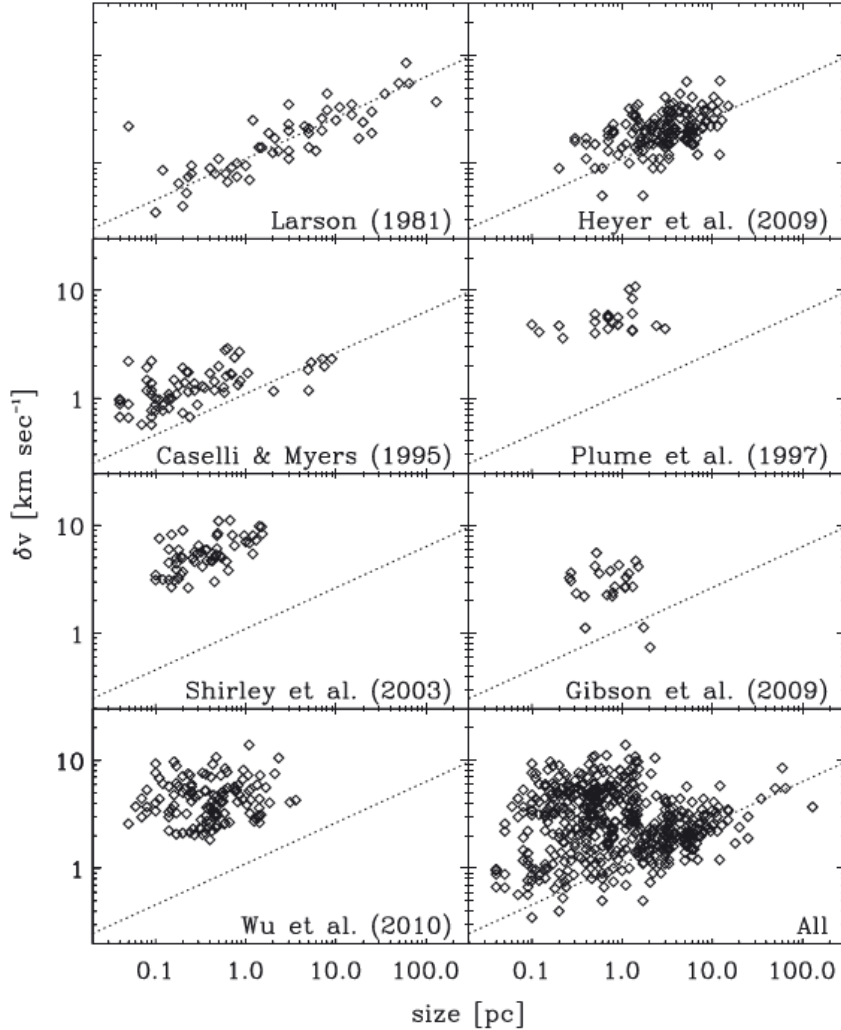 Larson (1981)
Heyer et al. (2009)
10
1
Caselli & Myers (1995)
Plume et al. (1997)
δv [km sec⁻¹]
10
1
Shirley et al. (2003)
Gibson et al. (2009)
10
1
Wu et al. (2010)
All
0.1 1.0 10.0 100.0 0.1 1.0 10.0 100.0
size [pc]